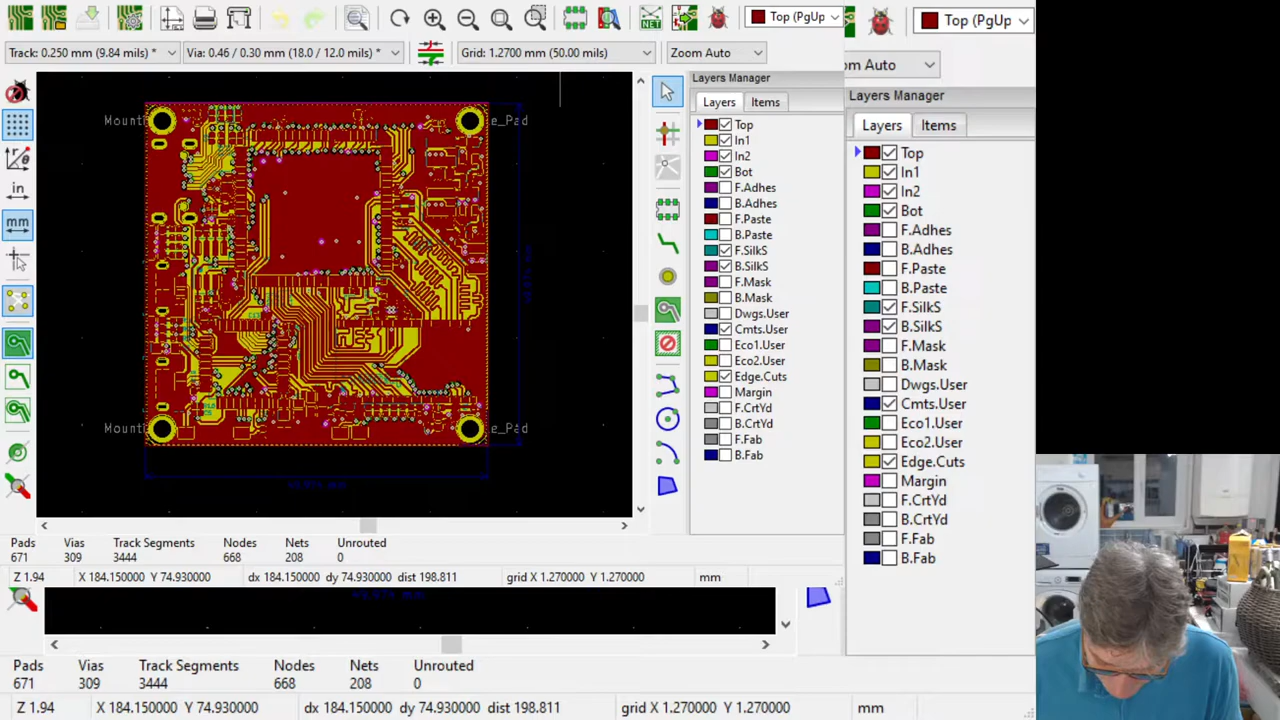 NET
Top (PgUp
Top (PgUp
Track: 0.250 mm (9.84 mils)
Via: 0.46 / 0.30 mm (18.0 / 12.0 mils) *
Grid: 1.2700 mm (50.00 mils)
Zoom Auto
om Auto
in
mm
Mount
e_Pad
Mount
e_Pad
Layers Manager
Layers Items
Top
In1
In2
Bot
F.Adhes
B.Adhes
F.Paste
B.Paste
F.SilkS
B.SilkS
F.Mask
B.Mask
Dwgs.User
Cmts.User
Eco1.User
Eco2.User
Edge.Cuts
Margin
F.CrtYd
B.CrtYd
F.Fab
B.Fab
Layers Manager
Layers Items
Top
In1
In2
Bot
F.Adhes
B.Adhes
F.Paste
B.Paste
F.SilkS
B.SilkS
F.Mask
B.Mask
Dwgs.User
Cmts.User
Eco1.User
Eco2.User
Edge.Cuts
Margin
F.CrtYd
B.CrtYd
F.Fab
B.Fab
Pads Vias Track Segments Nodes Nets Unrouted
671 309 3444 668 208 0
Z 1.94 X 184.150000 Y 74.930000 dx 184.150000 dy 74.930000 dist 198.811 grid X 1.270000 Y 1.270000 mm
Pads Vias Track Segments Nodes Nets Unrouted
671 309 3444 668 208 0
Z 1.94 X 184.150000 Y 74.930000 dx 184.150000 dy 74.930000 dist 198.811 grid X 1.270000 Y 1.270000 mm